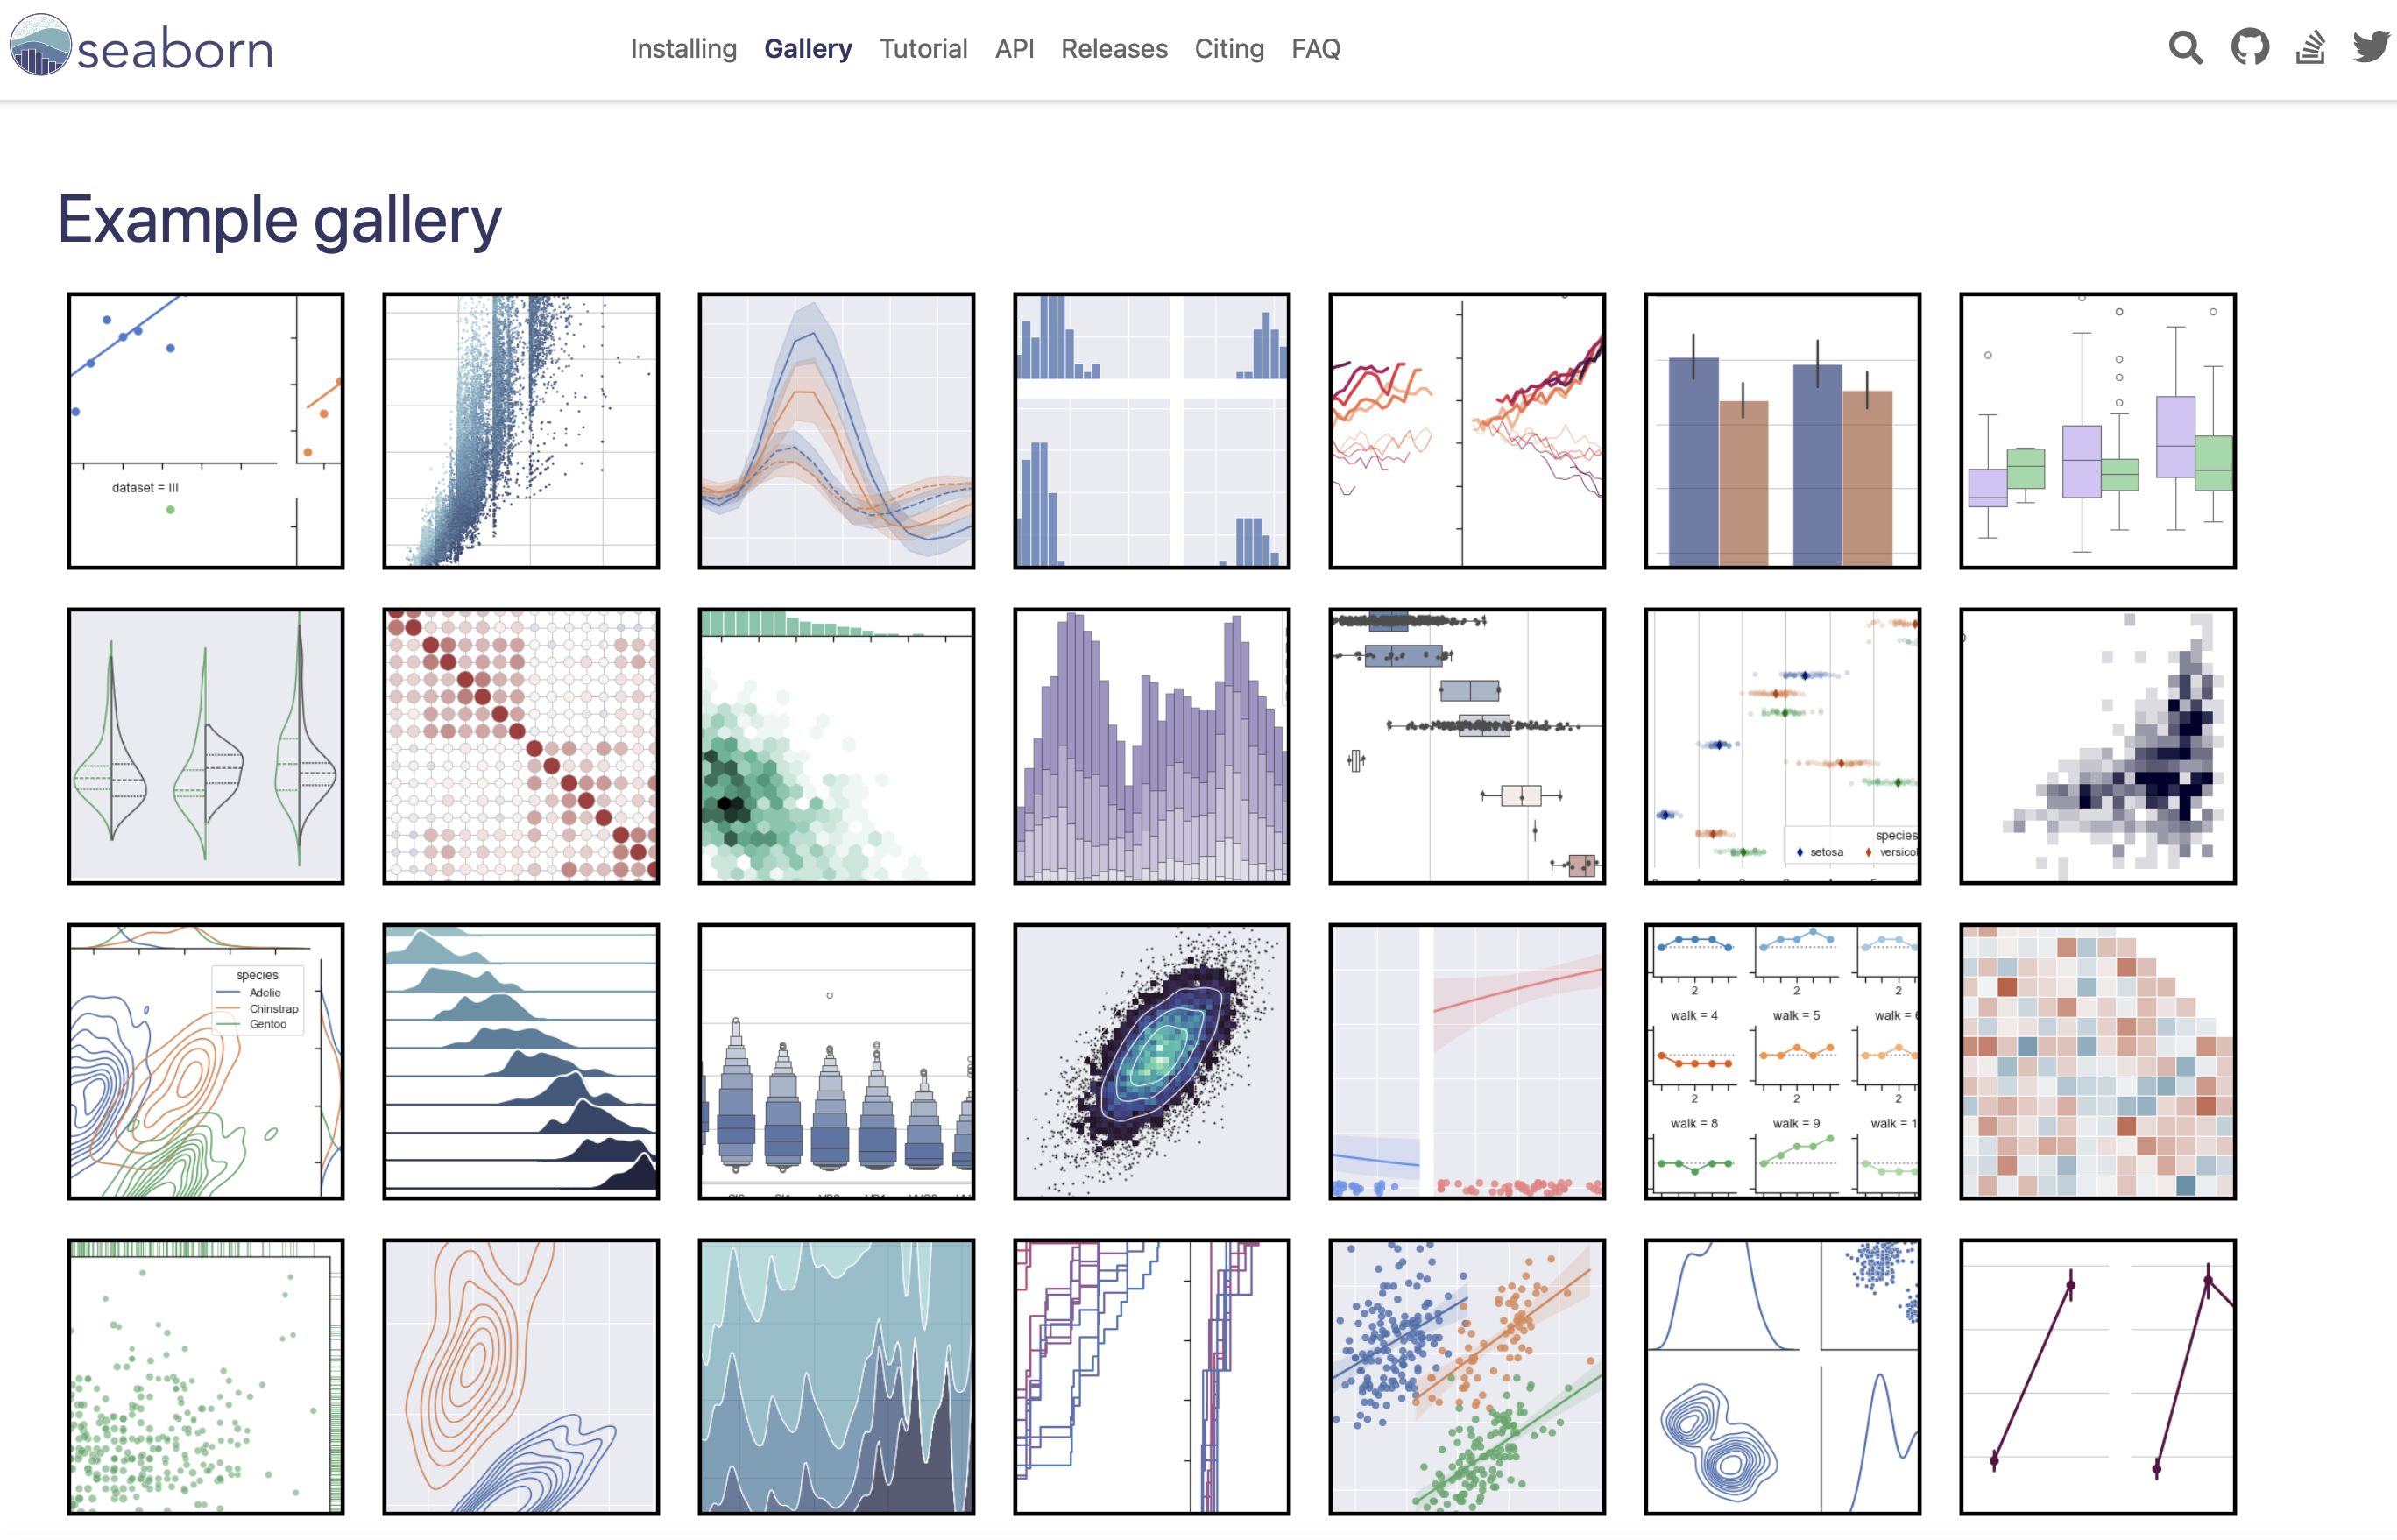 seaborn
Installing Gallery Tutorial API Releases Citing FAQ
Example gallery
dataset = III
species
setosa versicol
species
Adelie
Chinstrap
Gentoo
2 2 2
walk = 4 walk = 5 walk =
2 2 2
walk = 8 walk = 9 walk = 1